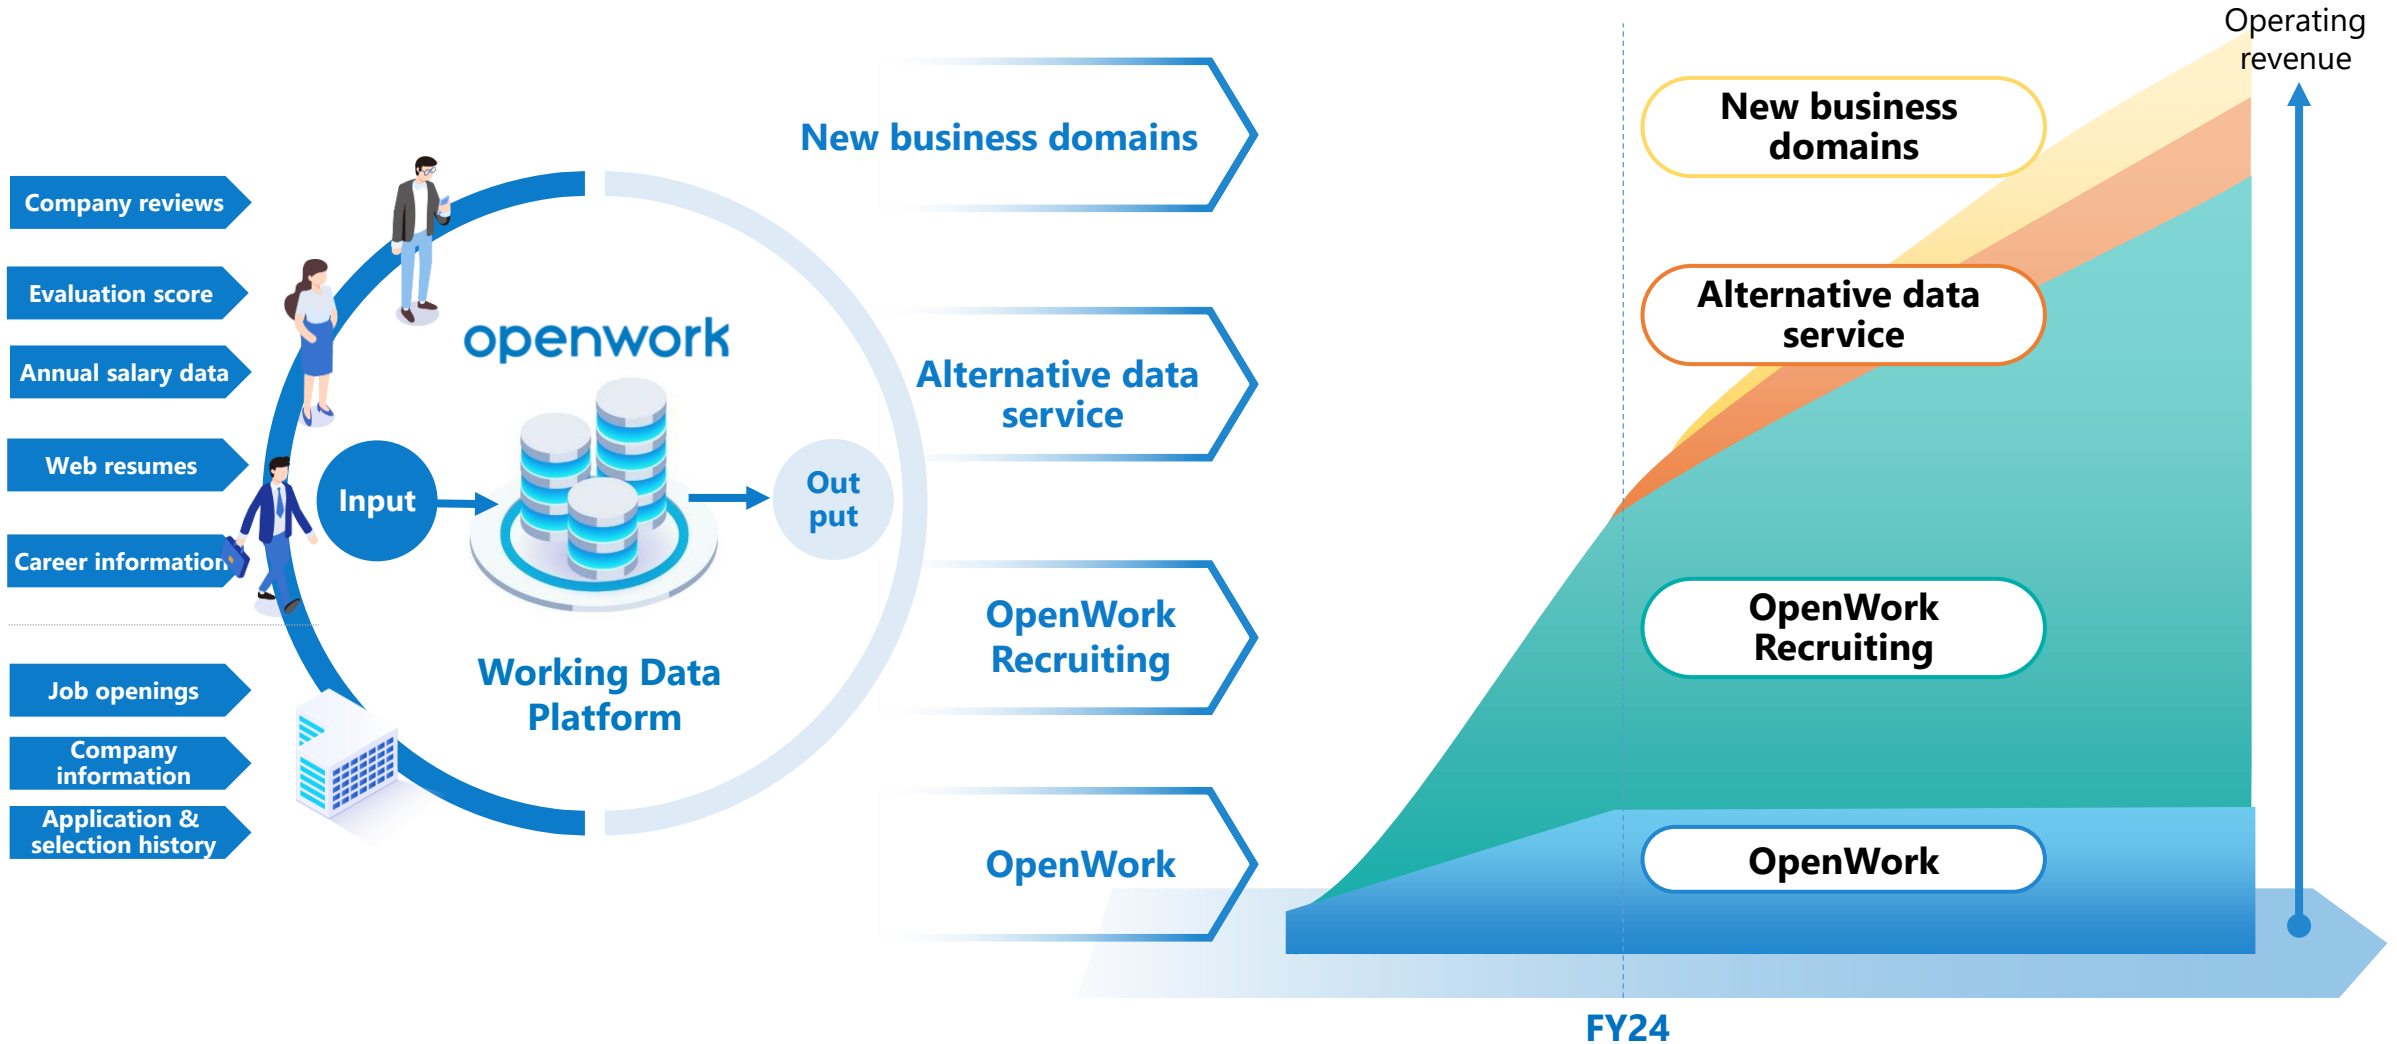 Company reviews
Evaluation score
Annual salary data
Web resumes
Career information
Job openings
Company
information
Application &
selection history
Input
openwork
Working Data
Platform
Out
put
New business domains
Alternative data
service
OpenWork
Recruiting
OpenWork
Operating
revenue
New business
domains
Alternative data
service
OpenWork
Recruiting
OpenWork
FY24